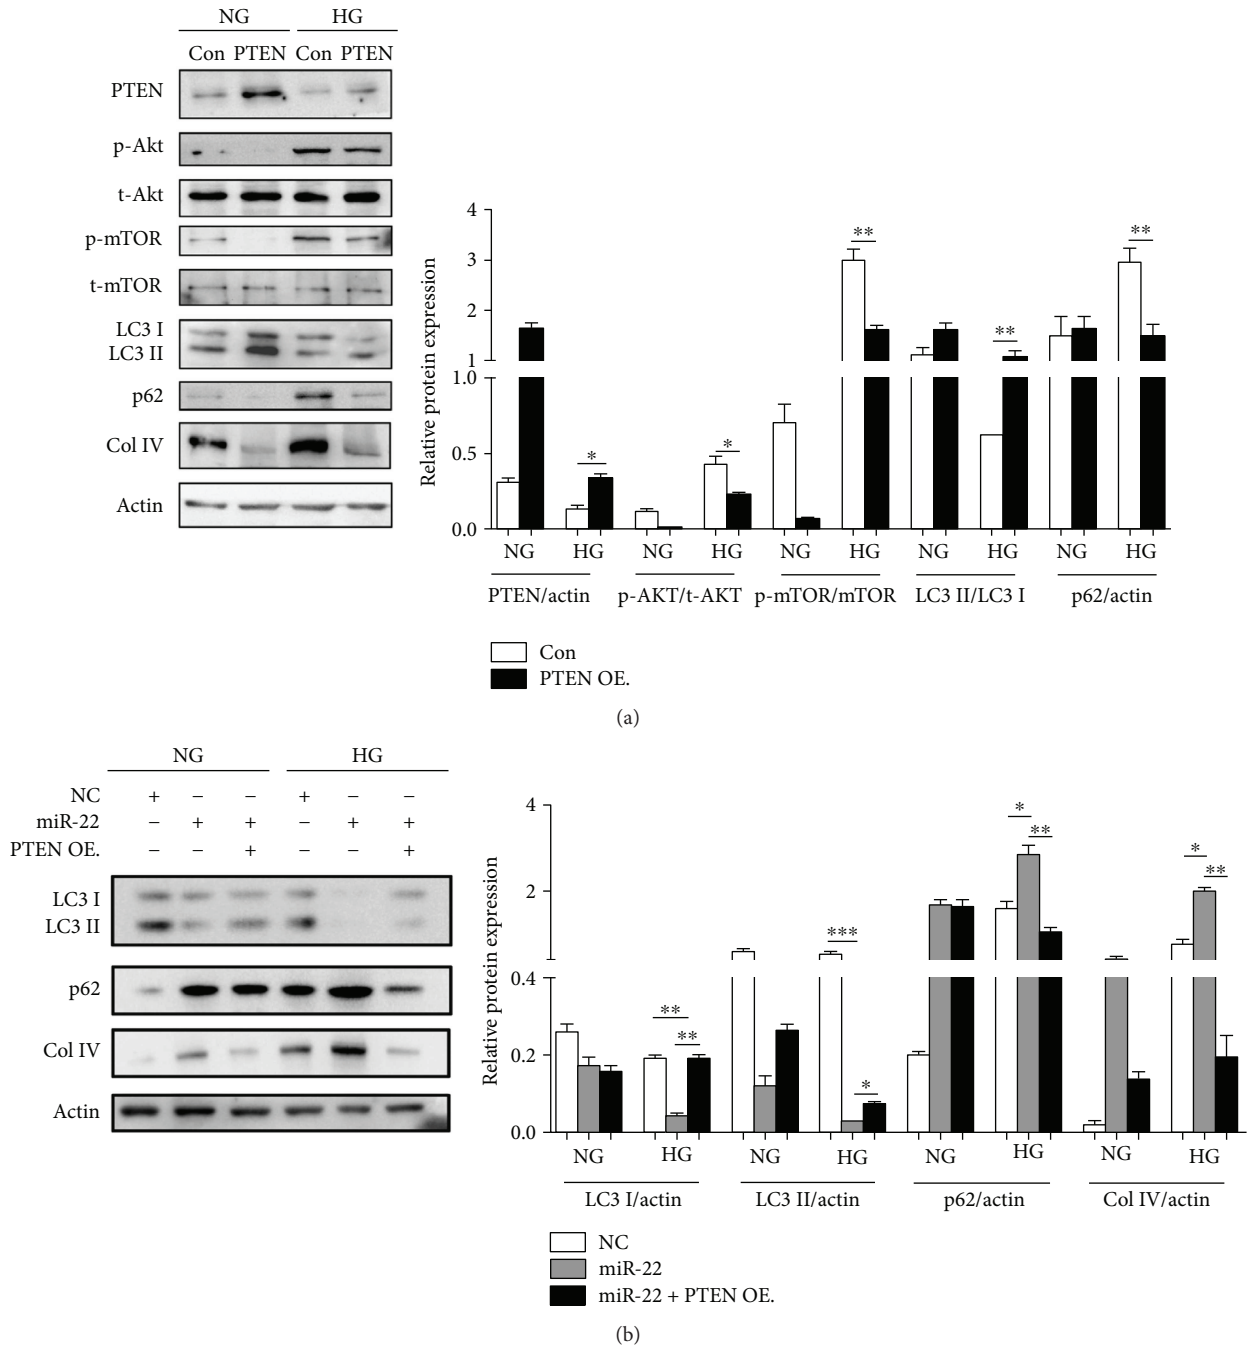 NG HG
Con PTEN Con PTEN
PTEN
p-Akt
t-Akt
p-mTOR
t-mTOR
LC3 I
LC3 II
p62
Col IV
Actin
Relative protein expression
4
3
2
1
1.0
0.5
0.0
** ** ** * *
NG HG NG HG NG HG NG HG NG HG
PTEN/actin p-AKT/t-AKT p-mTOR/mTOR LC3 II/LC3 I p62/actin
Con
PTEN OE.
(a)
NG HG
NC + − − + − −
miR-22 − + + − + +
PTEN OE. − − + − − +
LC3 I
LC3 II
p62
Col IV
Actin
Relative protein expression
4
2
0.4
0.2
0.0
** ** *** * * ** * **
NG HG NG HG NG HG NG HG
LC3 I/actin LC3 II/actin p62/actin Col IV/actin
NC
miR-22
miR-22 + PTEN OE.
(b)